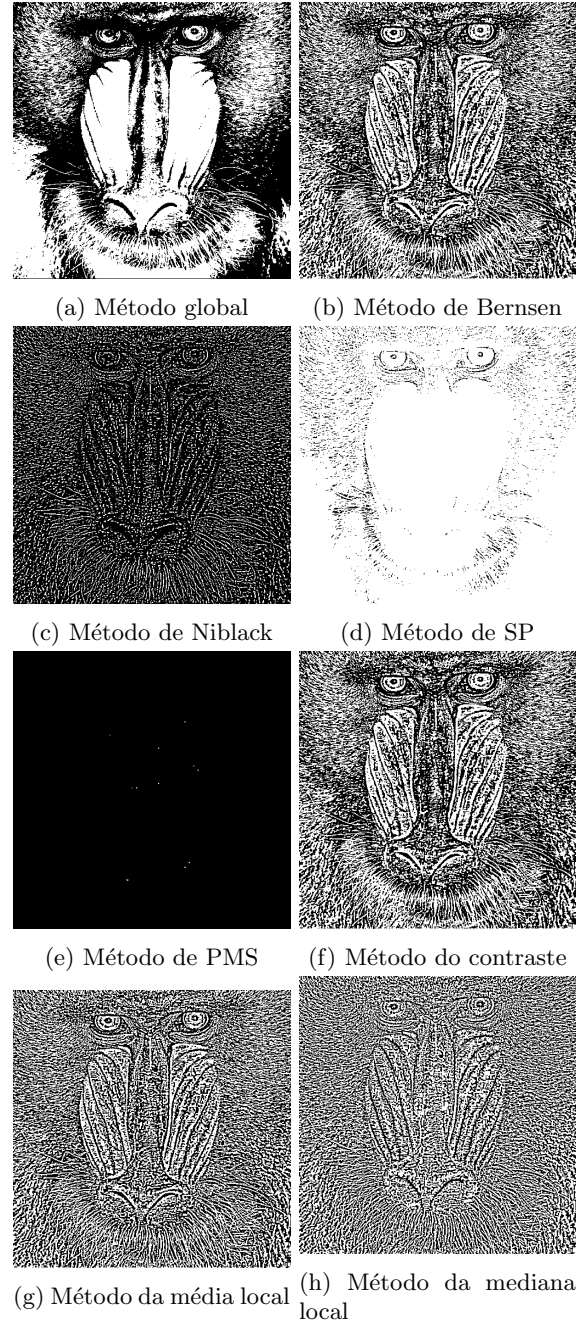 (a) Método global
(b) Método de Bernsen
(c) Método de Niblack
(d) Método de SP
(e) Método de PMS
(f) Método do contraste
(g) Método da média local
(h) Método da mediana
local